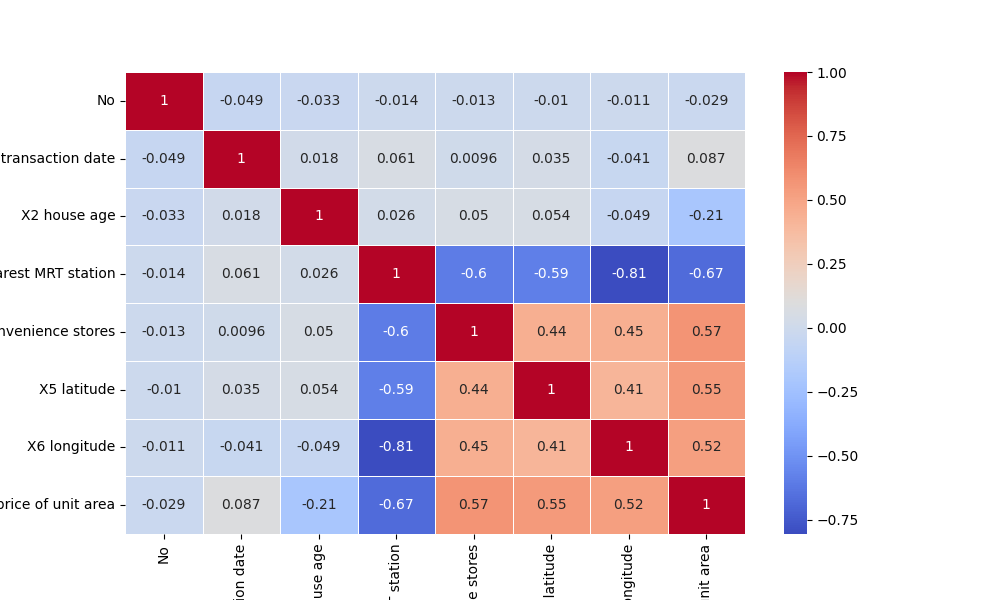 No 1 -0.049 -0.033 -0.014 -0.013 -0.01 -0.011 -0.029
transaction date -0.049 1 0.018 0.061 0.0096 0.035 -0.041 0.087
X2 house age -0.033 0.018 1 0.026 0.05 0.054 -0.049 -0.21
arest MRT station -0.014 0.061 0.026 1 -0.6 -0.59 -0.81 -0.67
nvenience stores -0.013 0.0096 0.05 -0.6 1 0.44 0.45 0.57
X5 latitude -0.01 0.035 0.054 -0.59 0.44 1 0.41 0.55
X6 longitude -0.011 -0.041 -0.049 -0.81 0.45 0.41 1 0.52
price of unit area -0.029 0.087 -0.21 -0.67 0.57 0.55 0.52 1
No
ion date
use age
station
e stores
latitude
ongitude
nit area
1.00
0.75
0.50
0.25
0.00
−0.25
−0.50
−0.75